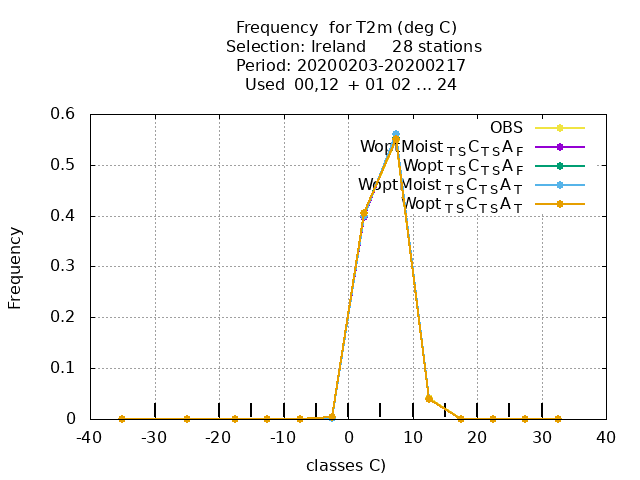 Frequency for T2m (deg C)
Selection: Ireland 28 stations
Period: 20200203-20200217
Used 00,12 + 01 02 ... 24
0.6
0.5
0.4
0.3
0.2
0.1
0
Frequency
OBS
WoptMoist TS C TS A F
Wopt TS C TS A F
WoptMoist TS C TS A T
Wopt TS C TS A T
-40 -30 -20 -10 0 10 20 30 40
classes C)